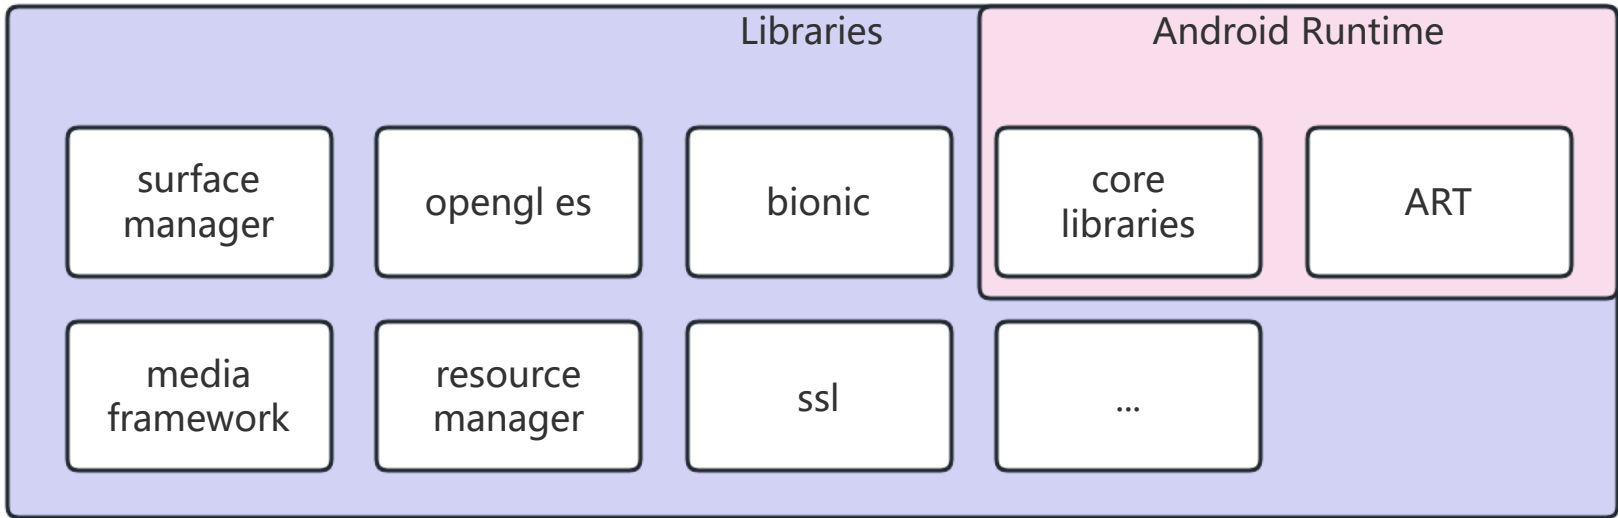 Libraries
Android Runtime
surface
manager
opengl es
bionic
core
libraries
ART
media
framework
resource
manager
ssl
...